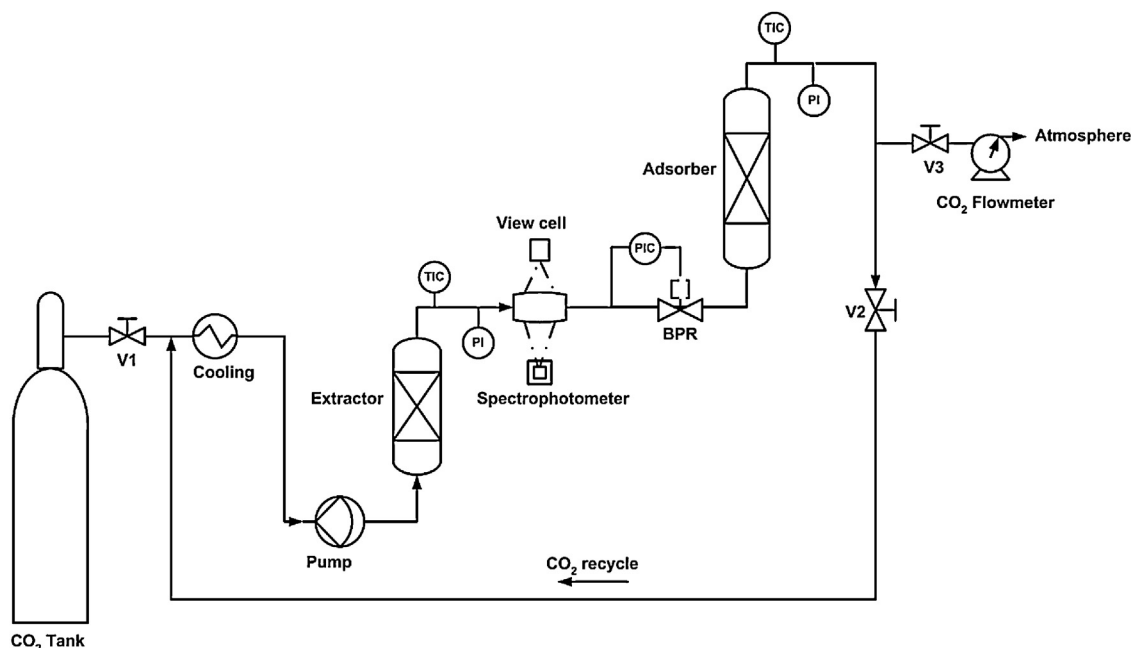 TIC
PI
Atmosphere
V3
CO₂ Flowmeter
Adsorber
View cell
PIC
TIC
PI
BPR
V2
V1
Cooling
Extractor
Spectrophotometer
Pump
CO₂ recycle
CO₂ Tank